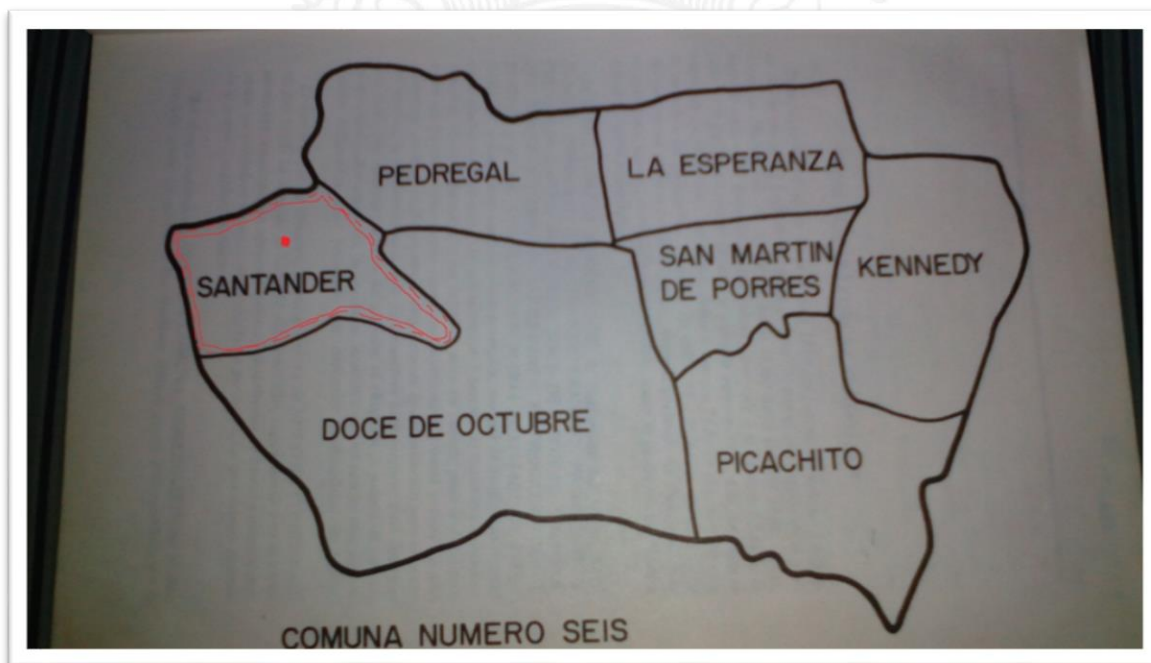 PEDREGAL
LA ESPERANZA
SANTANDER
SAN MARTIN
DE PORRES
KENNEDY
DOCE DE OCTUBRE
PICACHITO
COMUNA NUMERO SEIS